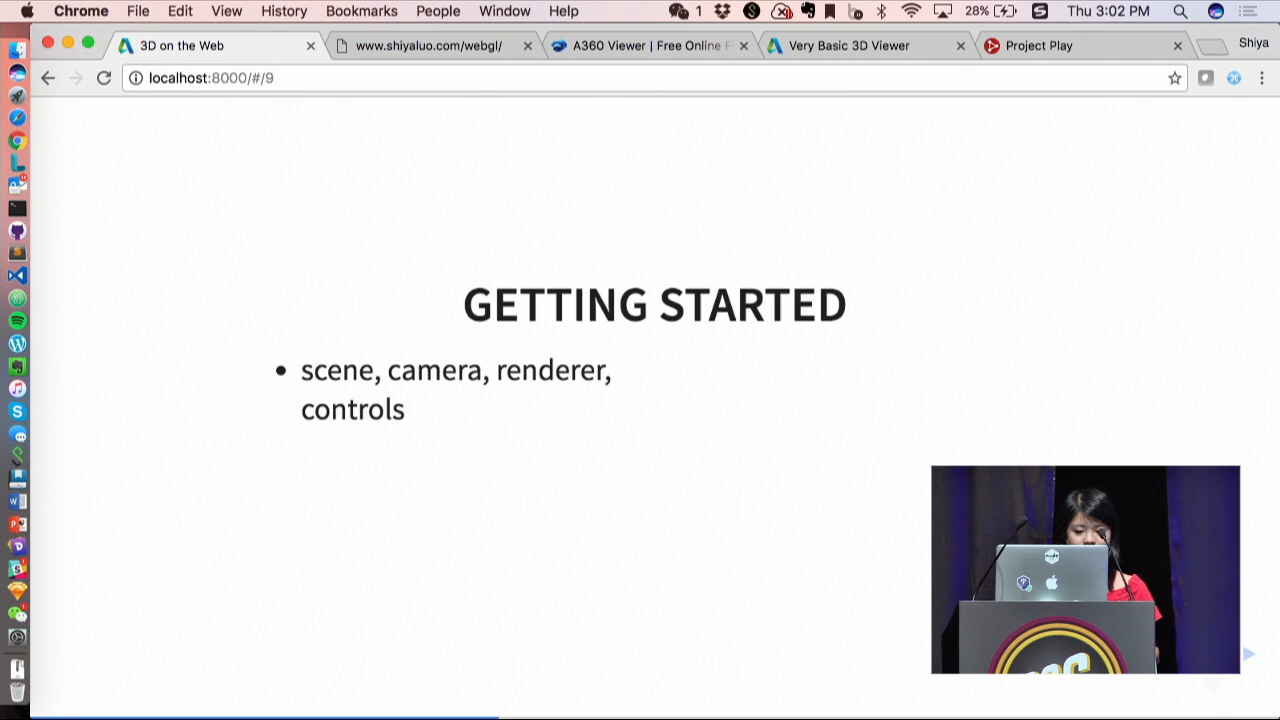 Chrome File Edit View History Bookmarks People Window Help 1 28% Thu 3:02 PM
3D on the Web www.shiyaluo.com/webgl/ A360 Viewer | Free Online F Very Basic 3D Viewer Project Play Shiya
localhost:8000/#/9
GETTING STARTED
scene, camera, renderer,
controls
node